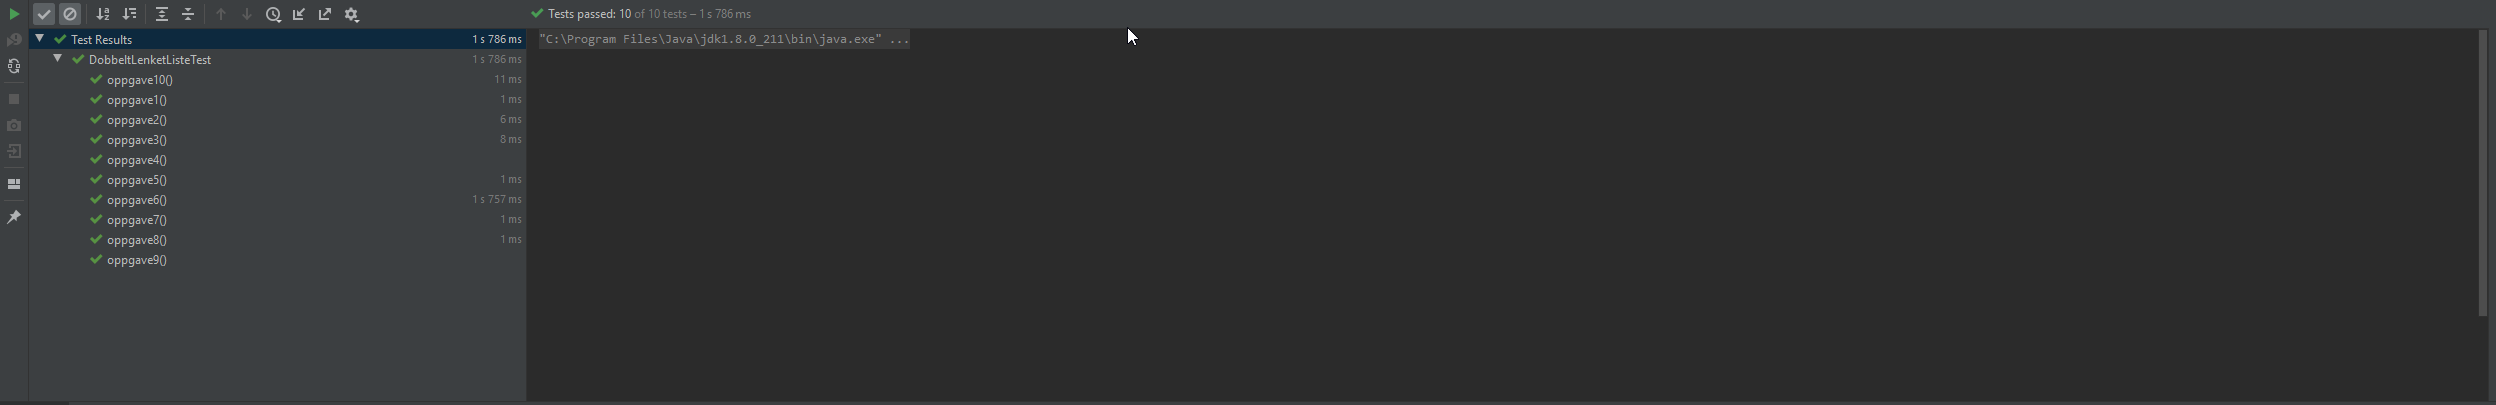 Tests passed: 10 of 10 tests – 1 s 786 ms
Test Results 1 s 786 ms
"C:\Program Files\Java\jdk1.8.0_211\bin\java.exe" ...
DobbeltLenketListeTest 1 s 786 ms
oppgave10() 11 ms
oppgave1() 1 ms
oppgave2() 6 ms
oppgave3() 8 ms
oppgave4()
oppgave5() 1 ms
oppgave6() 1 s 757 ms
oppgave7() 1 ms
oppgave8() 1 ms
oppgave9()